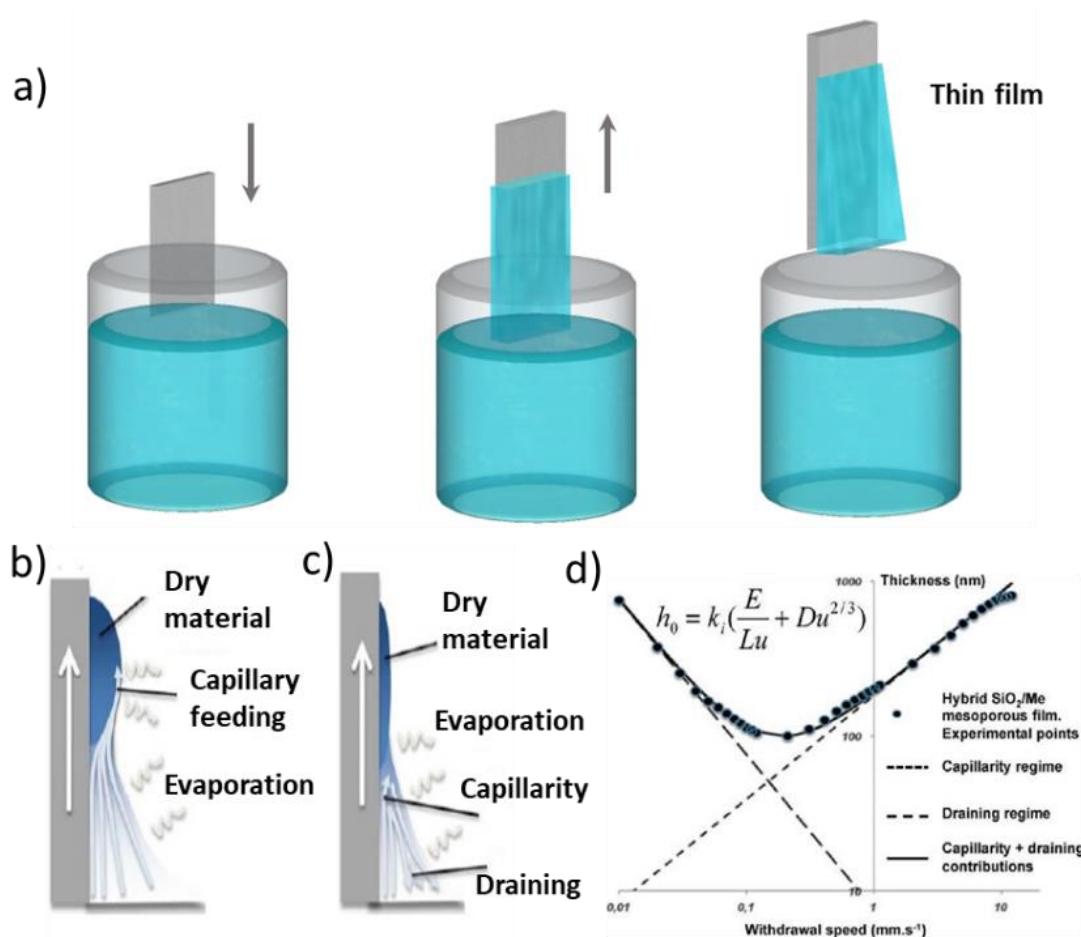 a)
Thin film
b)
Dry
material
Capillary
feeding
Evaporation
c)
Dry
material
Evaporation
Capillarity
Draining
d)
Thickness (nm)
1000
h₀ = kᵢ(E/Lu + Du^{2/3})
100
10
Hybrid SiO₂/Me
mesoporous film.
Experimental points
Capillarity regime
Draining regime
Capillarity + draining
contributions
0,01 0,1 1 10
Withdrawal speed (mm.s⁻¹)